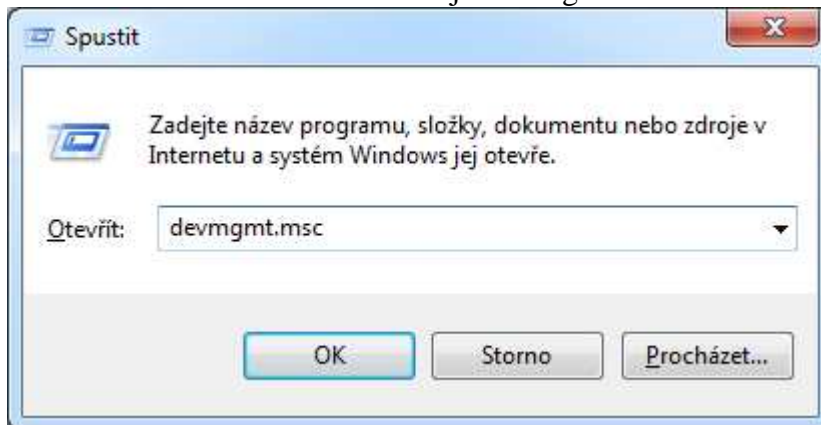 Spustit
Zadejte název programu, složky, dokumentu nebo zdroje v
Internetu a systém Windows jej otevře.
Otevřít: devmgmt.msc
OK Storno Procházet...